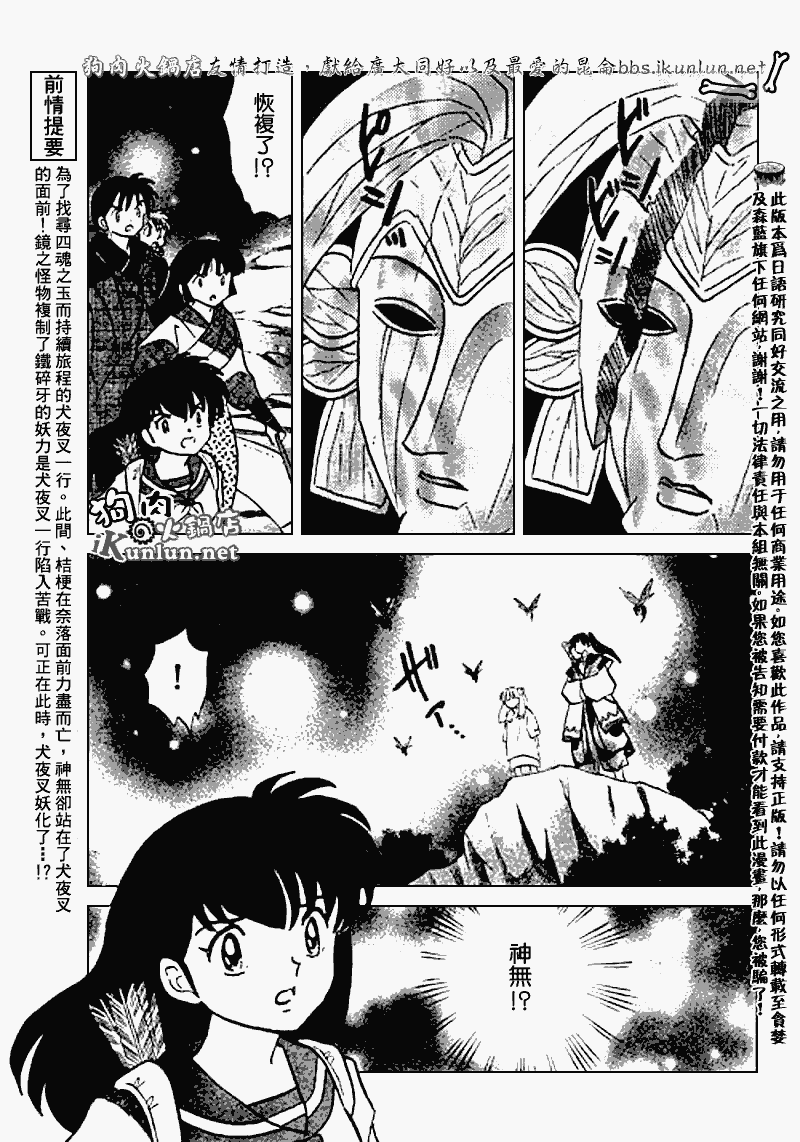 狗肉火鍋店友情打造，獻給廣大同好以及最愛的昆侖bbs.ikunlun.net
此版本爲日語研究同好交流之用，請勿用于任何商業用途。如您喜歡此作品，請支持正版！請勿以任何形式轉載至貪婪
及森藍旗下任何網站，謝謝！一切法律責任與本組無關。如果您被告知需要付款才能看到此漫畫，那麼，您被騙了！
恢複了!?
狗肉
火鍋店
iKunlun.net
!
神無!?
前情提要
為了找尋四魂之玉而持續旅程的犬夜叉一行。此間、桔梗在奈落面前力盡而亡，神無卻站在了犬夜叉
的面前！鏡之怪物複制了鐵碎牙的妖力是犬夜叉一行陷入苦戰。可正在此時，犬夜叉妖化了…!?